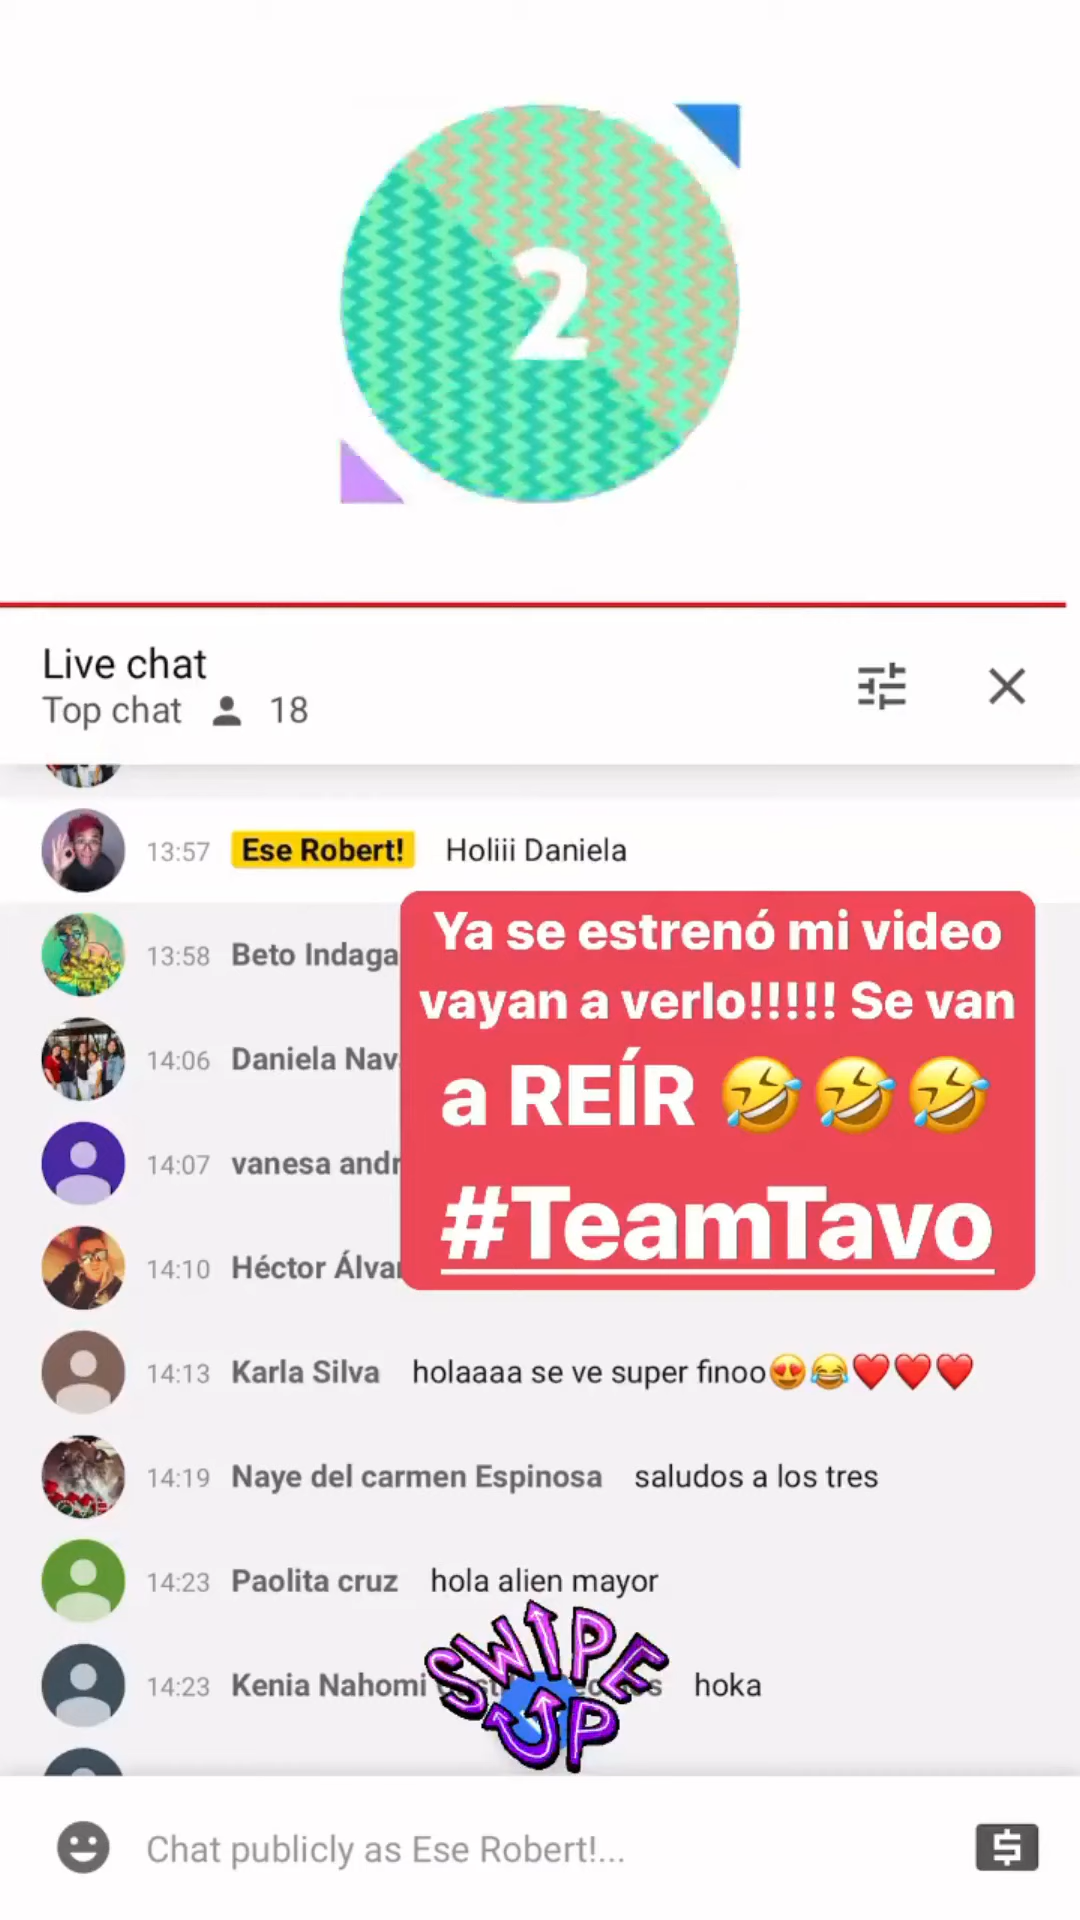 2
Live chat
Top chat 18
13:57 Ese Robert! Holiii Daniela
13:58 Beto Indaga
Ya se estrenó mi video
vayan a verlo!!!!! Se van
a REÍR 🤣🤣🤣
#TeamTavo
14:06 Daniela Nav
14:07 vanesa andr
14:10 Héctor Álva
14:13 Karla Silva holaaaa se ve super finoo😍😂❤️❤️❤️
14:19 Naye del carmen Espinosa saludos a los tres
14:23 Paolita cruz hola alien mayor
14:23 Kenia Nahomi hoka
SWIPE
UP
Chat publicly as Ese Robert!...